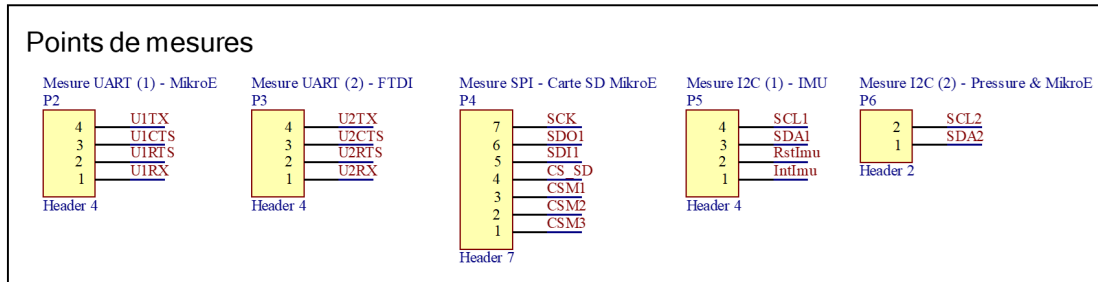 Points de mesures
Mesure UART (1) - MikroE
P2
4 U1TX
3 U1CTS
2 U1RTS
1 U1RX
Header 4
Mesure UART (2) - FTDI
P3
4 U2TX
3 U2CTS
2 U2RTS
1 U2RX
Header 4
Mesure SPI - Carte SD MikroE
P4
7 SCK
6 SDO1
5 SDI1
4 CS_SD
3 CSM1
2 CSM2
1 CSM3
Header 7
Mesure I2C (1) - IMU
P5
4 SCL1
3 SDA1
2 RstImu
1 IntImu
Header 4
Mesure I2C (2) - Pressure & MikroE
P6
2 SCL2
1 SDA2
Header 2